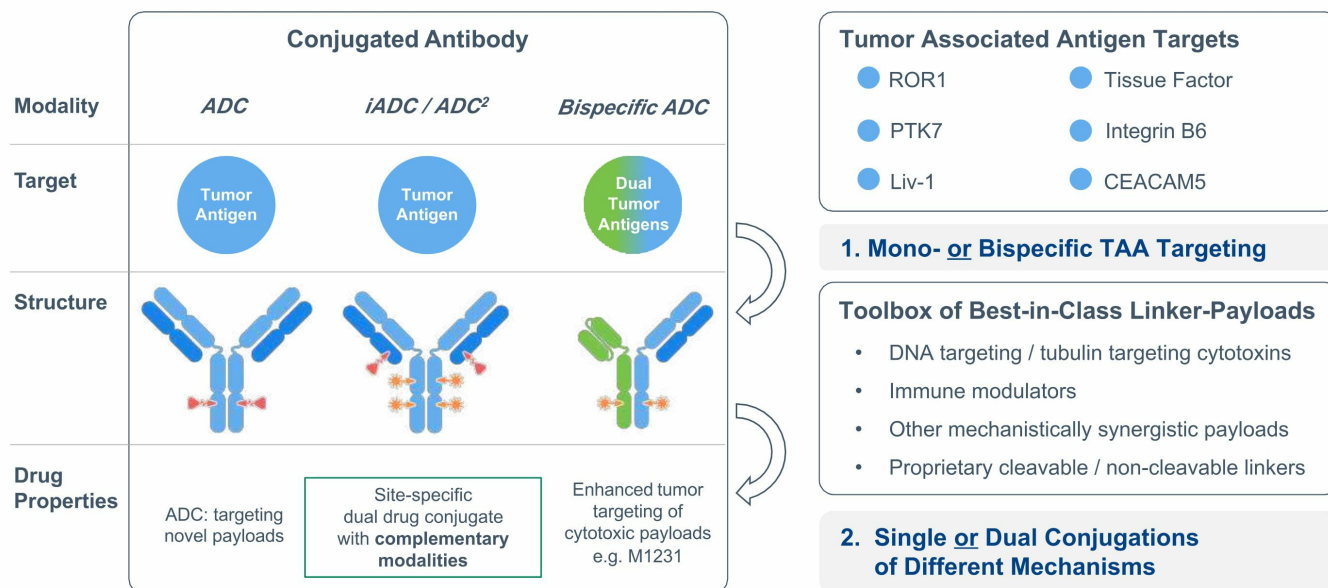 Conjugated Antibody
Modality
ADC
iADC / ADC²
Bispecific ADC
Target
Tumor
Antigen
Tumor
Antigen
Dual
Tumor
Antigens
Structure
Drug
Properties
ADC: targeting
novel payloads
Site-specific
dual drug conjugate
with complementary
modalities
Enhanced tumor
targeting of
cytotoxic payloads
e.g. M1231
Tumor Associated Antigen Targets
ROR1
Tissue Factor
PTK7
Integrin B6
Liv-1
CEACAM5
1. Mono- or Bispecific TAA Targeting
Toolbox of Best-in-Class Linker-Payloads
• DNA targeting / tubulin targeting cytotoxins
• Immune modulators
• Other mechanistically synergistic payloads
• Proprietary cleavable / non-cleavable linkers
2. Single or Dual Conjugations
of Different Mechanisms